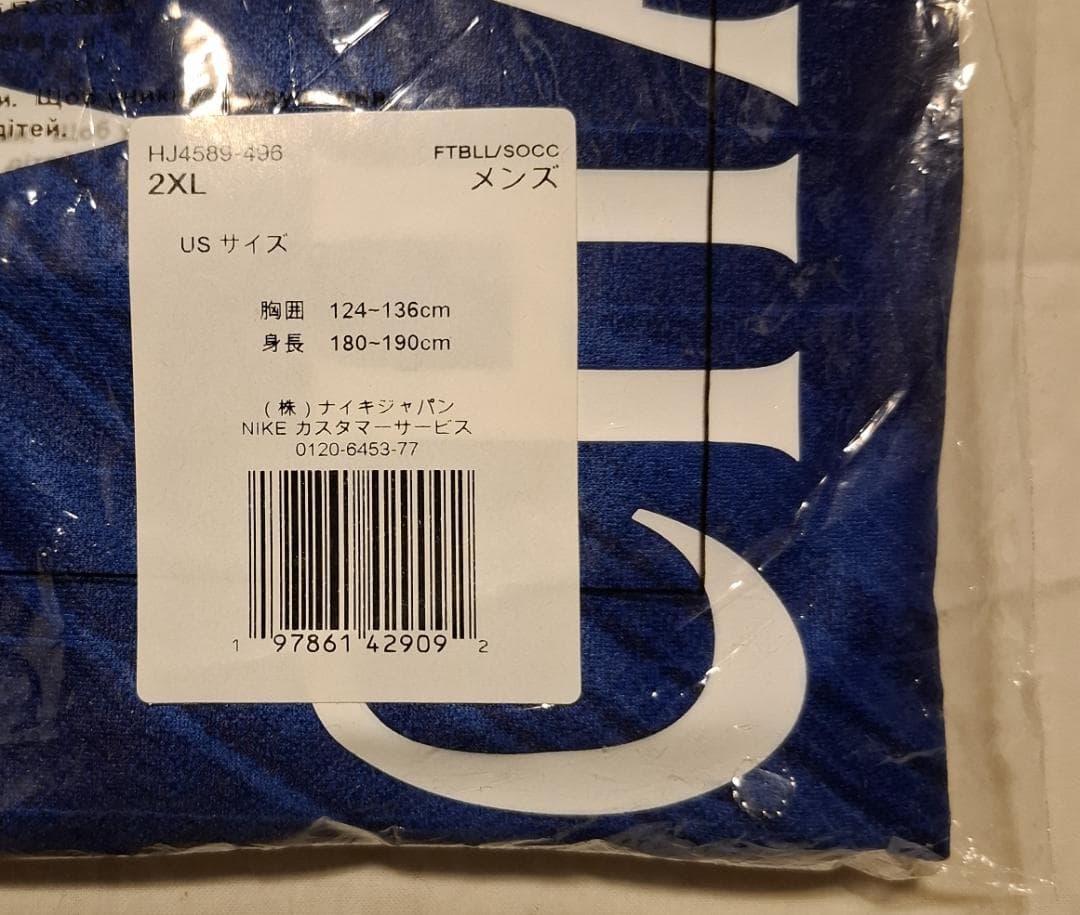 дітей.
HJ4589-496
FTBLL/SOCC
2XL
メンズ
US サイズ
胸囲 124~136cm
身長 180~190cm
(株)ナイキジャパン
NIKE カスタマーサービス
0120-6453-77
1 97861 42909 2